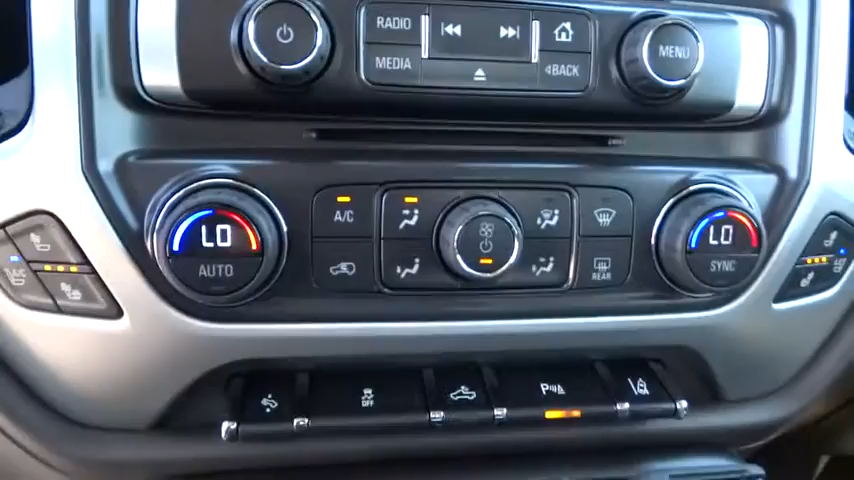 RADIO
MENU
MEDIA
BACK
A/C
LO
AUTO
LO
SYNC
REAR
OFF
P